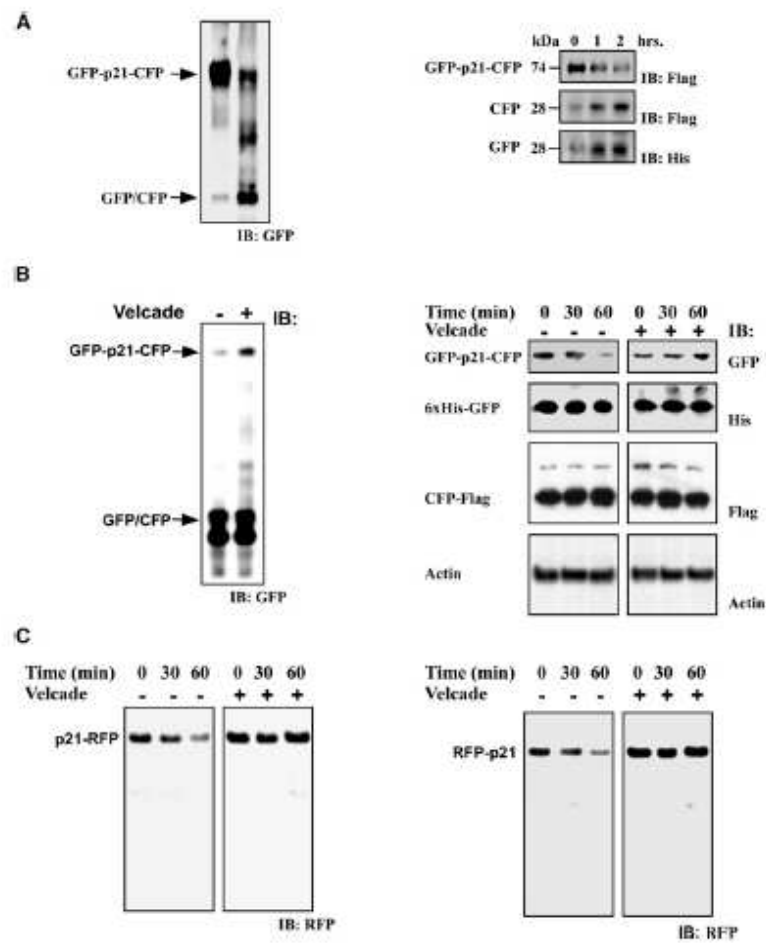 A
GFP-p21-CFP
GFP/CFP
IB: GFP
kDa 0 1 2 hrs.
GFP-p21-CFP 74 IB: Flag
CFP 28 IB: Flag
GFP 28 IB: His
B
Velcade - + IB:
GFP-p21-CFP
GFP/CFP
IB: GFP
Time (min) 0 30 60 0 30 60
Velcade - - - + + + IB:
GFP-p21-CFP GFP
6xHis-GFP His
CFP-Flag Flag
Actin Actin
C
Time (min) 0 30 60 0 30 60
Velcade - - - + + +
p21-RFP
IB: RFP
Time (min) 0 30 60 0 30 60
Velcade - - - + + +
RFP-p21
IB: RFP